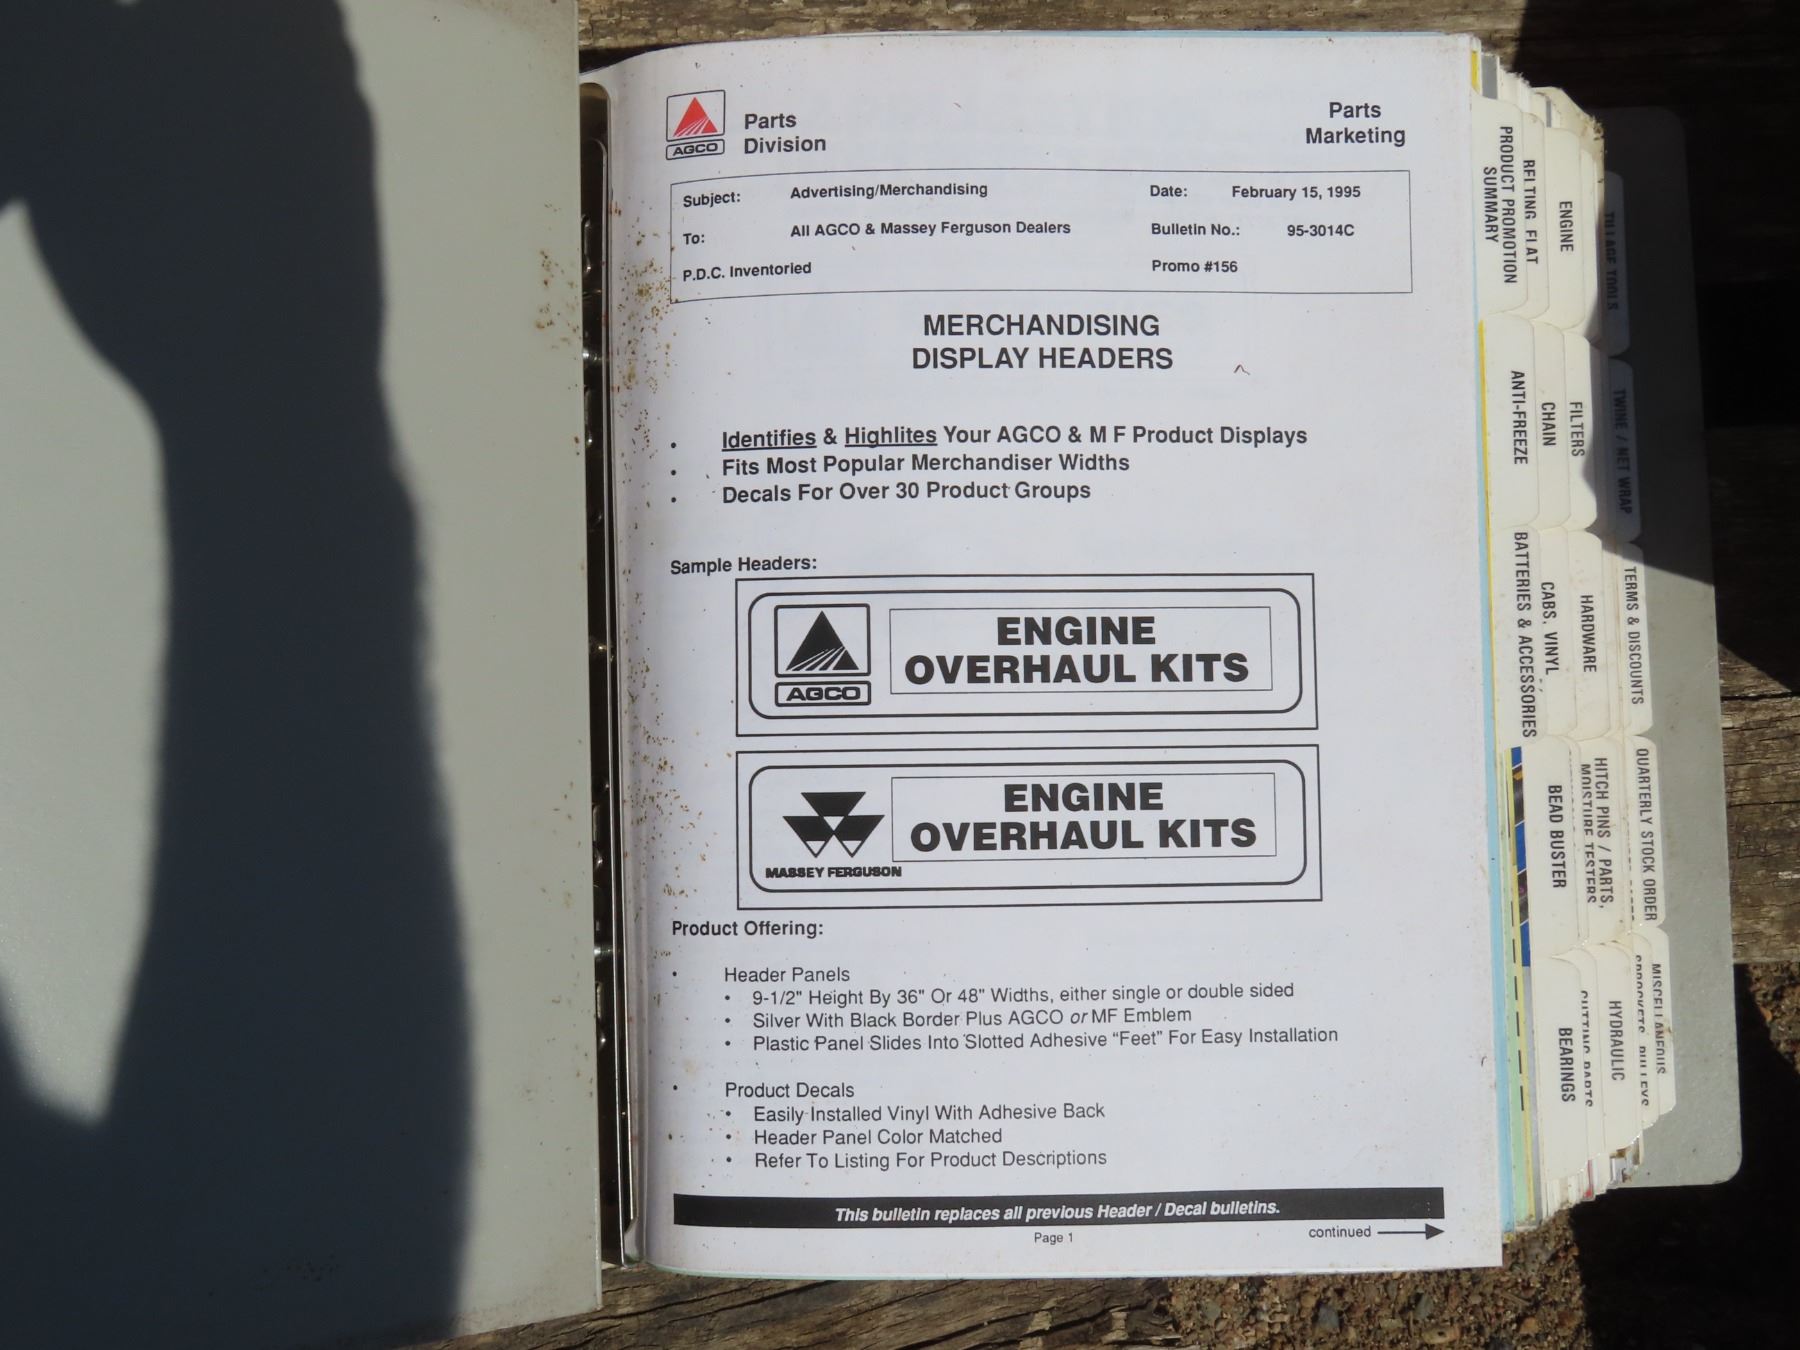 AGCO
Parts
Division
Parts
Marketing
Subject: Advertising/Merchandising Date: February 15, 1995
To: All AGCO & Massey Ferguson Dealers Bulletin No.: 95-3014C
P.D.C. Inventoried Promo #156
MERCHANDISING
DISPLAY HEADERS
• Identifies & Highlites Your AGCO & M F Product Displays
• Fits Most Popular Merchandiser Widths
• Decals For Over 30 Product Groups
Sample Headers:
AGCO
ENGINE
OVERHAUL KITS
MASSEY FERGUSON
ENGINE
OVERHAUL KITS
Product Offering:
• Header Panels
• 9-1/2" Height By 36" Or 48" Widths, either single or double sided
• Silver With Black Border Plus AGCO or MF Emblem
• Plastic Panel Slides Into Slotted Adhesive “Feet” For Easy Installation
• Product Decals
• Easily Installed Vinyl With Adhesive Back
• Header Panel Color Matched
• Refer To Listing For Product Descriptions
This bulletin replaces all previous Header / Decal bulletins.
Page 1
continued
PRODUCT PROMOTION
SUMMARY
BELTING, FLAT
ENGINE
TILLAGE TOOLS
ANTI-FREEZE
CHAIN
FILTERS
TWINE / NET WRAP
BATTERIES & ACCESSORIES
CABS, VINYL
HARDWARE
TERMS & DISCOUNTS
BEAD BUSTER
HITCH PINS / PARTS,
MOISTURE TESTERS
QUARTERLY STOCK ORDER
BEARINGS
CUTTING PARTS
HYDRAULIC
SPROCKETS, PULLEYS
MISCELLANEOUS